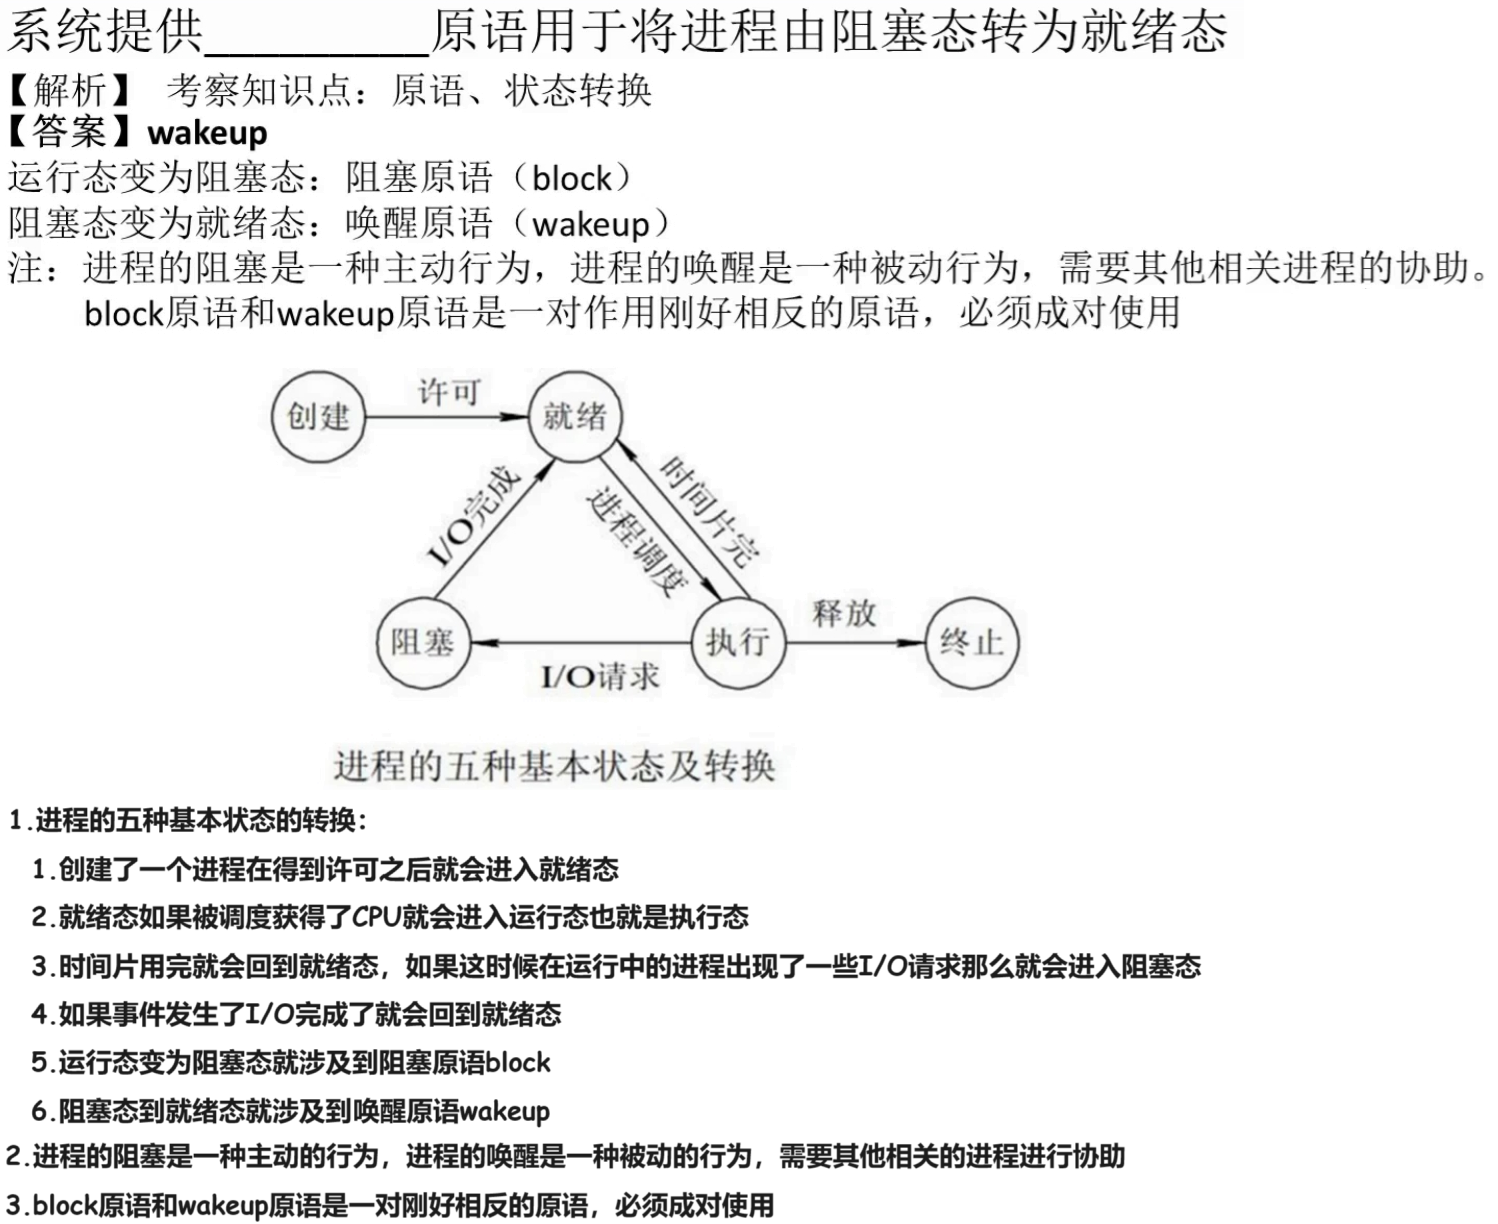 系统提供_________原语用于将进程由阻塞态转为就绪态
【解析】 考察知识点：原语、状态转换
【答案】wakeup
运行态变为阻塞态：阻塞原语（block）
阻塞态变为就绪态：唤醒原语（wakeup）
注：进程的阻塞是一种主动行为，进程的唤醒是一种被动行为，需要其他相关进程的协助。
block原语和wakeup原语是一对作用刚好相反的原语，必须成对使用
创建
许可
就绪
I/O完成
进程调度
时间片完
阻塞
I/O请求
执行
释放
终止
进程的五种基本状态及转换
1.进程的五种基本状态的转换：
1.创建了一个进程在得到许可之后就会进入就绪态
2.就绪态如果被调度获得了CPU就会进入运行态也就是执行态
3.时间片用完就会回到就绪态，如果这时候在运行中的进程出现了一些I/O请求那么就会进入阻塞态
4.如果事件发生了I/O完成了就会回到就绪态
5.运行态变为阻塞态就涉及到阻塞原语block
6.阻塞态到就绪态就涉及到唤醒原语wakeup
2.进程的阻塞是一种主动的行为，进程的唤醒是一种被动的行为，需要其他相关的进程进行协助
3.block原语和wakeup原语是一对刚好相反的原语，必须成对使用